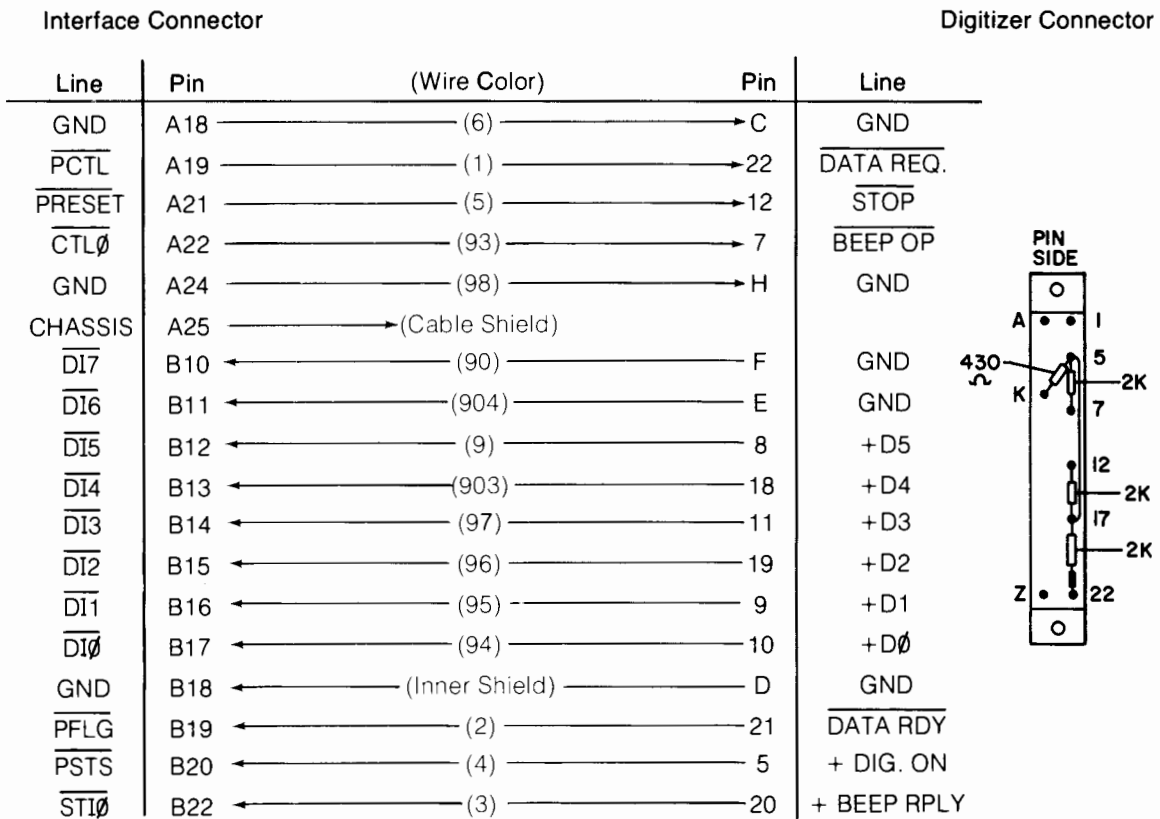 Interface Connector Digitizer Connector
Line Pin (Wire Color) Pin Line
GND A18 (6) C GND
PCTL A19 (1) 22 DATA REQ.
PRESET A21 (5) 12 STOP
CTLØ A22 (93) 7 BEEP OP
GND A24 (98) H GND
CHASSIS A25 (Cable Shield)
DI7 B10 (90) F GND
DI6 B11 (904) E GND
DI5 B12 (9) 8 +D5
DI4 B13 (903) 18 +D4
DI3 B14 (97) 11 +D3
DI2 B15 (96) 19 +D2
DI1 B16 (95) 9 +D1
DIØ B17 (94) 10 +DØ
GND B18 (Inner Shield) D GND
PFLG B19 (2) 21 DATA RDY
PSTS B20 (4) 5 + DIG. ON
STIØ B22 (3) 20 + BEEP RPLY
PIN
SIDE
A 1
5
430
Ω
2K
K
7
12
2K
17
2K
Z 22